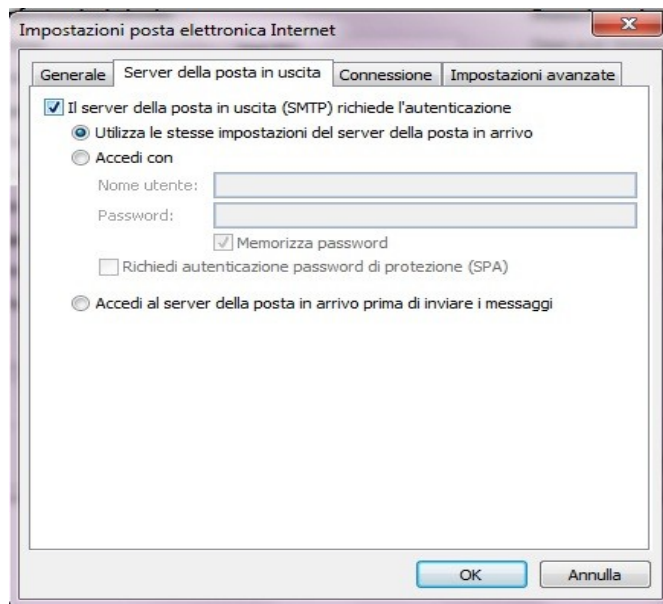 Impostazioni posta elettronica Internet
Generale Server della posta in uscita Connessione Impostazioni avanzate
Il server della posta in uscita (SMTP) richiede l'autenticazione
Utilizza le stesse impostazioni del server della posta in arrivo
Accedi con
Nome utente:
Password:
Memorizza password
Richiedi autenticazione password di protezione (SPA)
Accedi al server della posta in arrivo prima di inviare i messaggi
OK Annulla